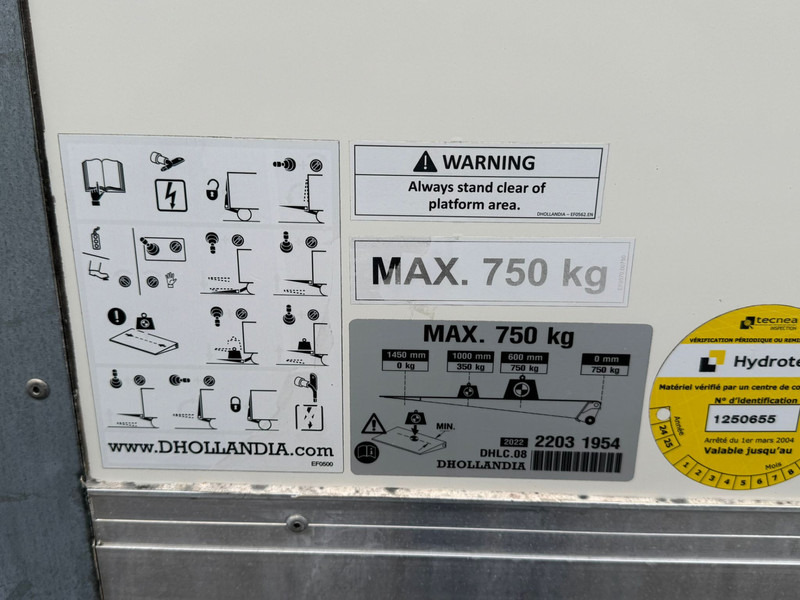 WARNING
Always stand clear of
platform area.
DHOLLANDIA – EF0562.EN
MAX. 750 kg
www.DHOLLANDIA.com
EF0500
MAX. 750 kg
1450 mm 1000 mm 600 mm 0 mm
0 kg 350 kg 750 kg 750 kg
MIN.
2022 2203 1954
DHLC.08
DHOLLANDIA
tecnea
INSPECTION
VÉRIFICATION PÉRIODIQUE OU
Matériel vérifié par un centre de
N° d'identification
1250655
Arrêté du 1er mars 2004
Valable jusqu'au
Année
24 25
Mois
1 2 3 4 5 6 7 8